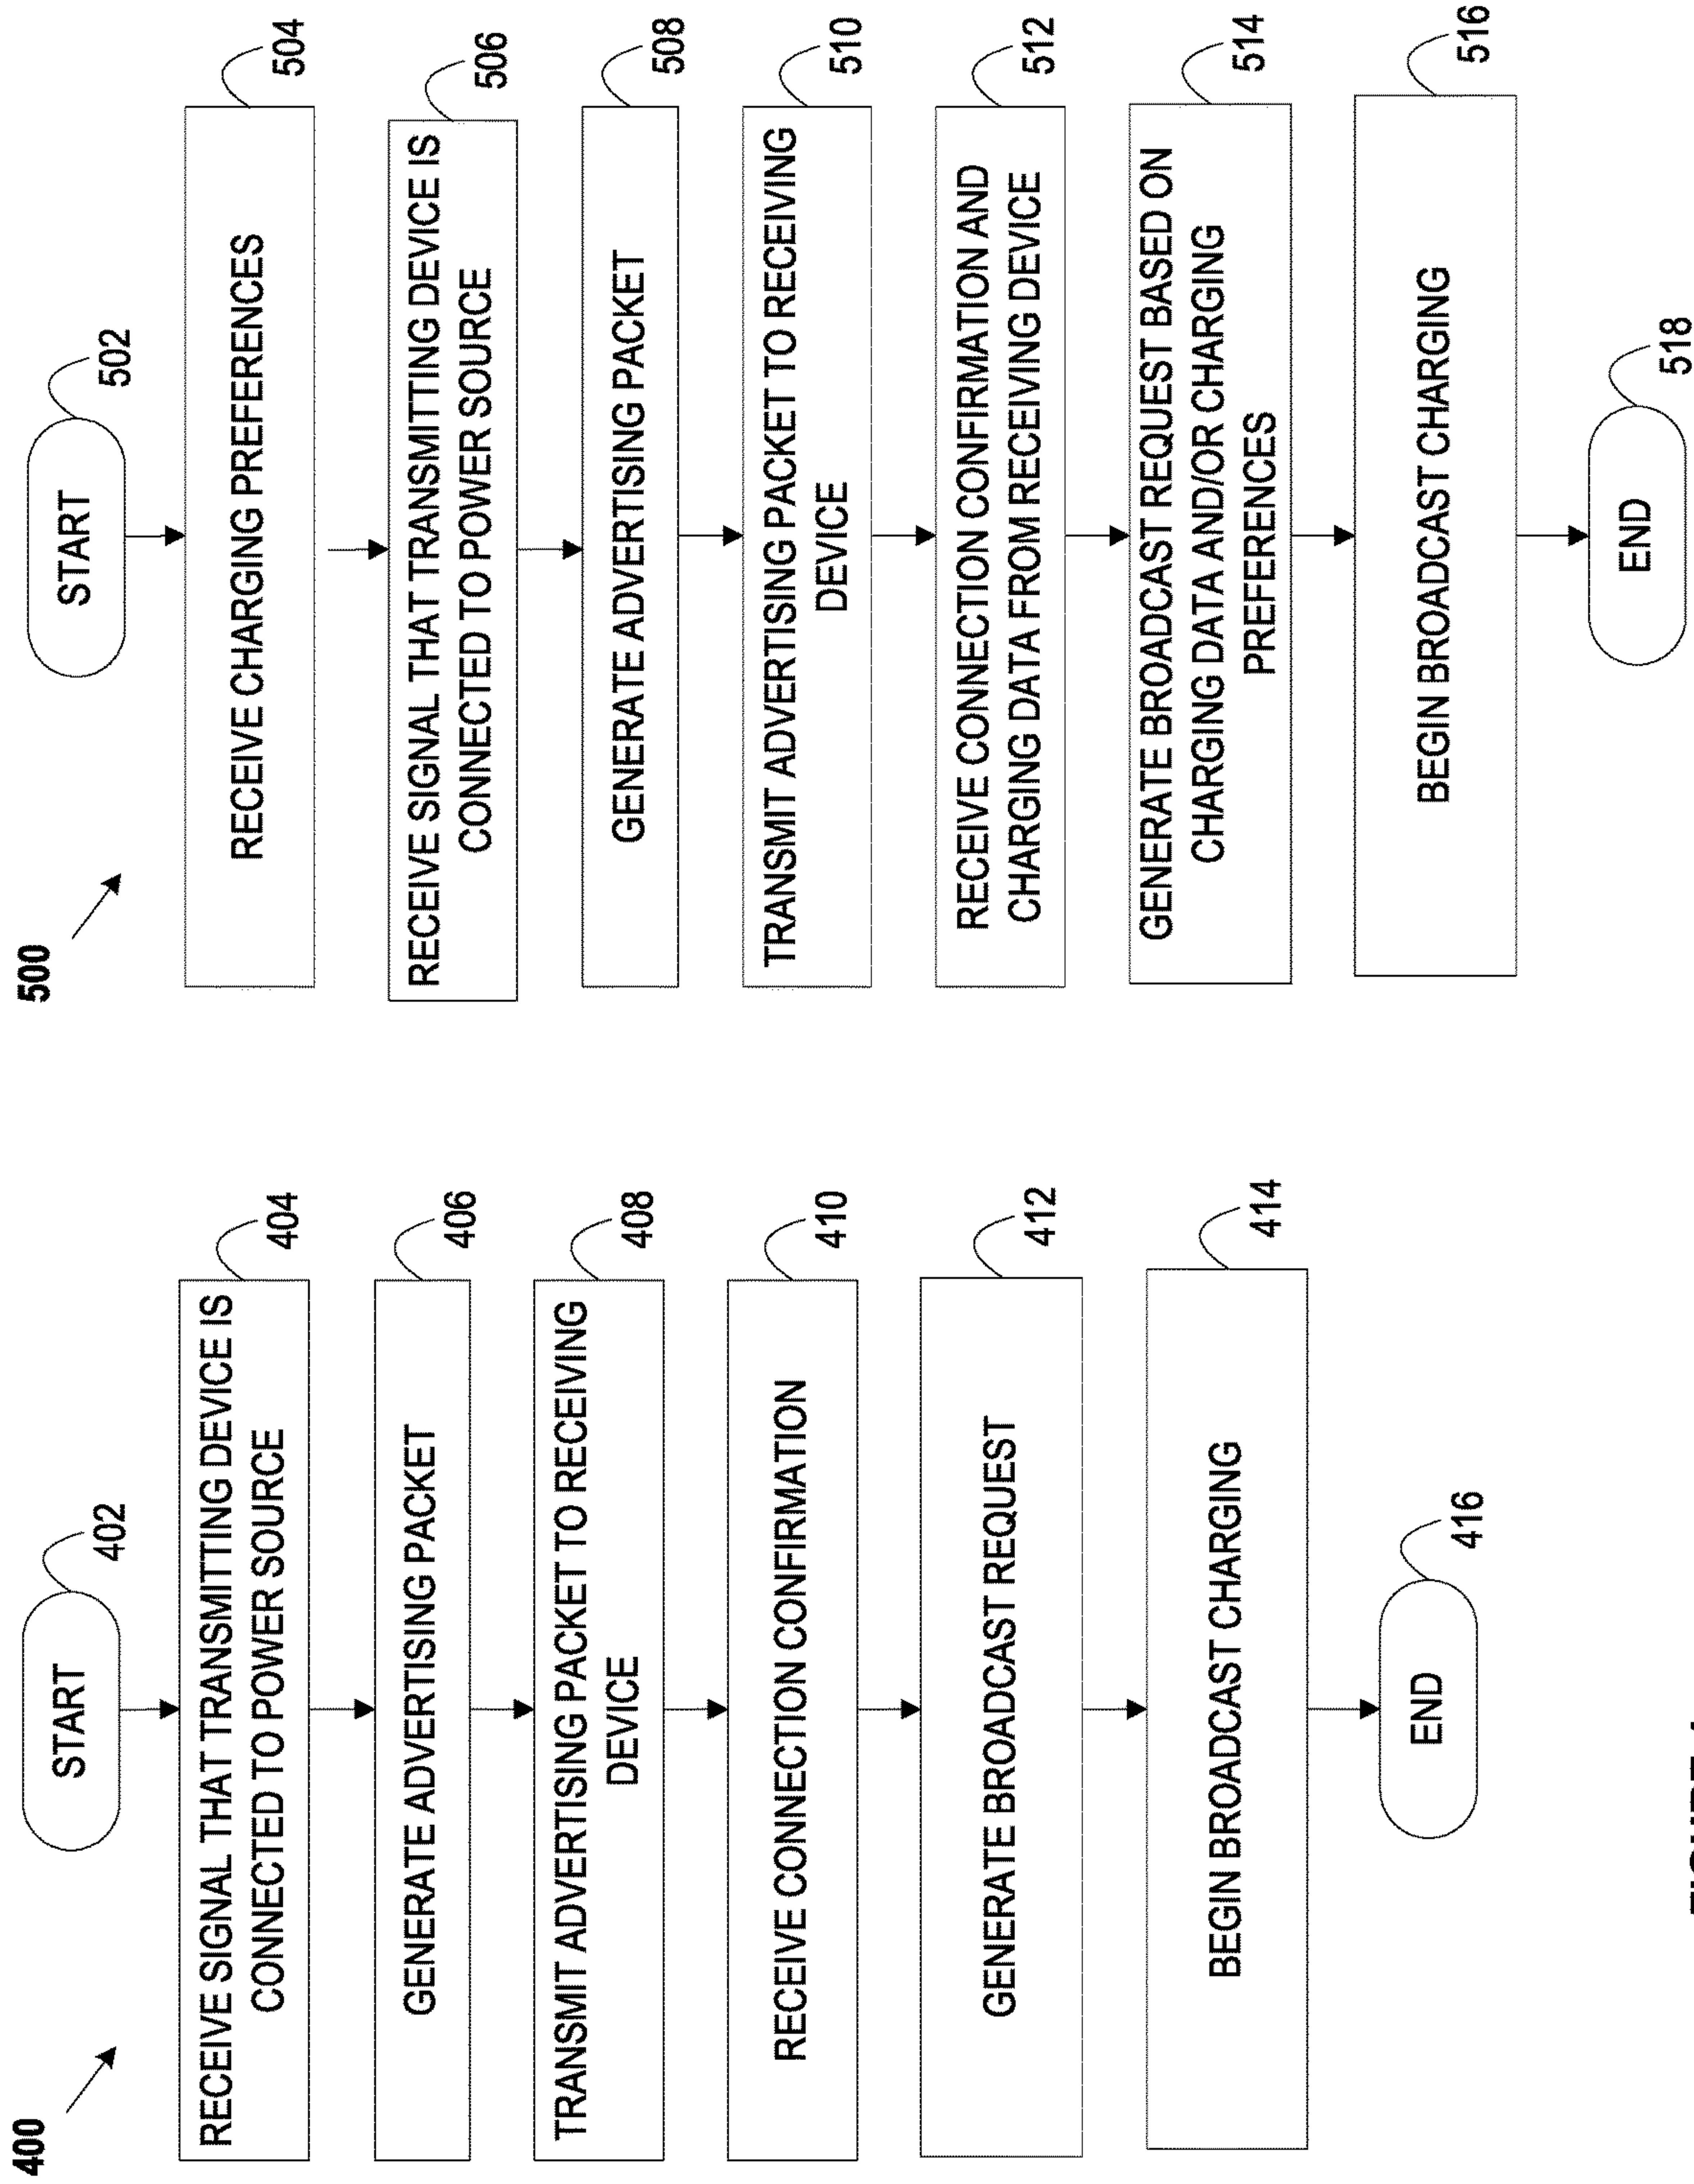 400
START
402
RECEIVE SIGNAL THAT TRANSMITTING DEVICE IS
CONNECTED TO POWER SOURCE
404
GENERATE ADVERTISING PACKET
406
TRANSMIT ADVERTISING PACKET TO RECEIVING
DEVICE
408
RECEIVE CONNECTION CONFIRMATION
410
GENERATE BROADCAST REQUEST
412
BEGIN BROADCAST CHARGING
414
END
416
500
START
502
RECEIVE CHARGING PREFERENCES
504
RECEIVE SIGNAL THAT TRANSMITTING DEVICE IS
CONNECTED TO POWER SOURCE
506
GENERATE ADVERTISING PACKET
508
TRANSMIT ADVERTISING PACKET TO RECEIVING
DEVICE
510
RECEIVE CONNECTION CONFIRMATION AND
CHARGING DATA FROM RECEIVING DEVICE
512
GENERATE BROADCAST REQUEST BASED ON
CHARGING DATA AND/OR CHARGING
PREFERENCES
514
BEGIN BROADCAST CHARGING
516
END
518